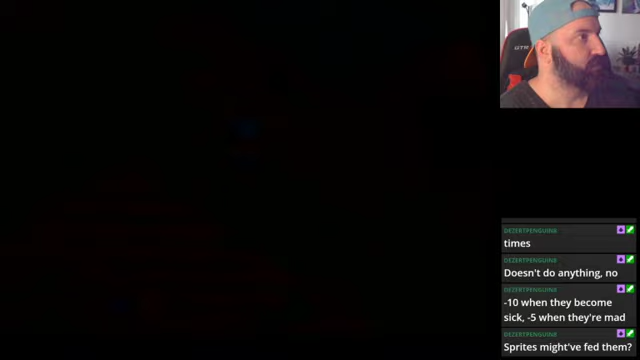 DEZERTPENGUIN8
times
DEZERTPENGUIN8
Doesn't do anything, no
DEZERTPENGUIN8
-10 when they become
sick, -5 when they're mad
DEZERTPENGUIN8
Sprites might've fed them?